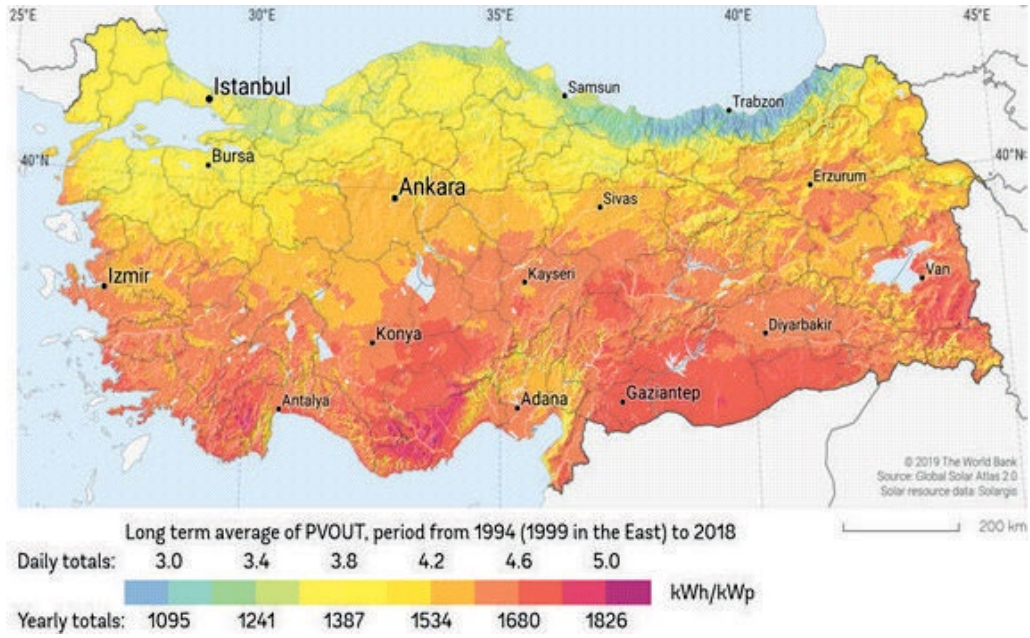 25°E 30°E 35°E 40°E 45°E
Istanbul
Samsun
Trabzon
40°N
40°N
Bursa
Erzurum
Ankara
Sivas
Izmir
Kayseri
Van
Konya
Diyarbakir
Antalya
Adana
Gaziantep
© 2019 The World Bank
Source: Global Solar Atlas 2.0
Solar resource data: Solargis
Long term average of PVOUT, period from 1994 (1999 in the East) to 2018
200 km
Daily totals: 3.0 3.4 3.8 4.2 4.6 5.0
kWh/kWp
Yearly totals: 1095 1241 1387 1534 1680 1826